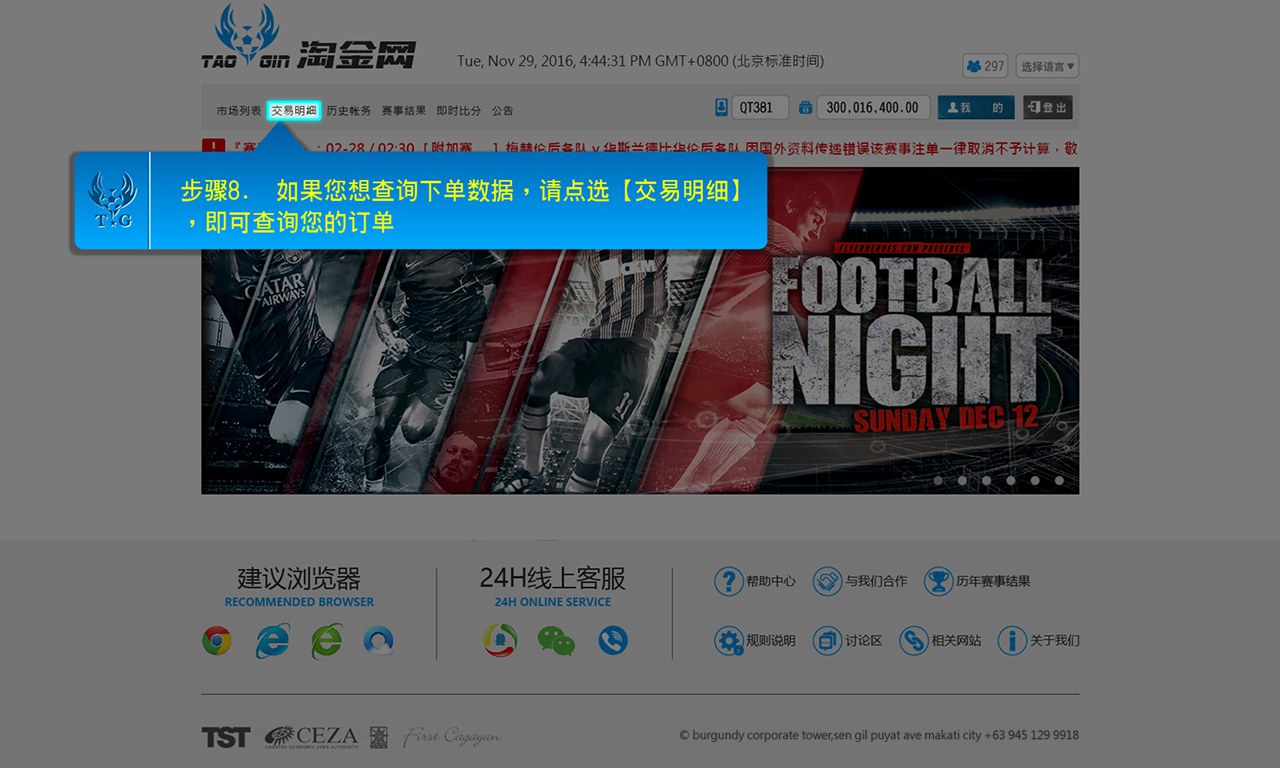 TAO GIN 淘金网
Tue, Nov 29, 2016, 4:44:31 PM GMT+0800 (北京标准时间)
297
选择语言▼
市场列表 交易明細 历史帐务 赛事结果 即时比分 公告
QT381
300,016,400.00
我 的
登出
『赛
: 02-28 / 02:30 [ 附加赛 ] 梅赫伦后备队 v 华斯兰德比华伦后备队 因国外资料传递错误该赛事注单一律取消不予计算，敬
TG
步骤8. 如果您想查询下单数据，请点选【交易明细】
，即可查询您的订单
QATAR
AIRWAYS
FLYERHEROES.COM PRESENTS
FOOTBALL
NIGHT
SUNDAY DEC 12
建议浏览器
RECOMMENDED BROWSER
24H线上客服
24H ONLINE SERVICE
帮助中心 与我们合作 历年赛事结果
规则说明 讨论区 相关网站 关于我们
TST
CEZA
CAGAYAN ECONOMIC ZONE AUTHORITY
First Cagayan
© burgundy corporate tower,sen gil puyat ave makati city +63 945 129 9918